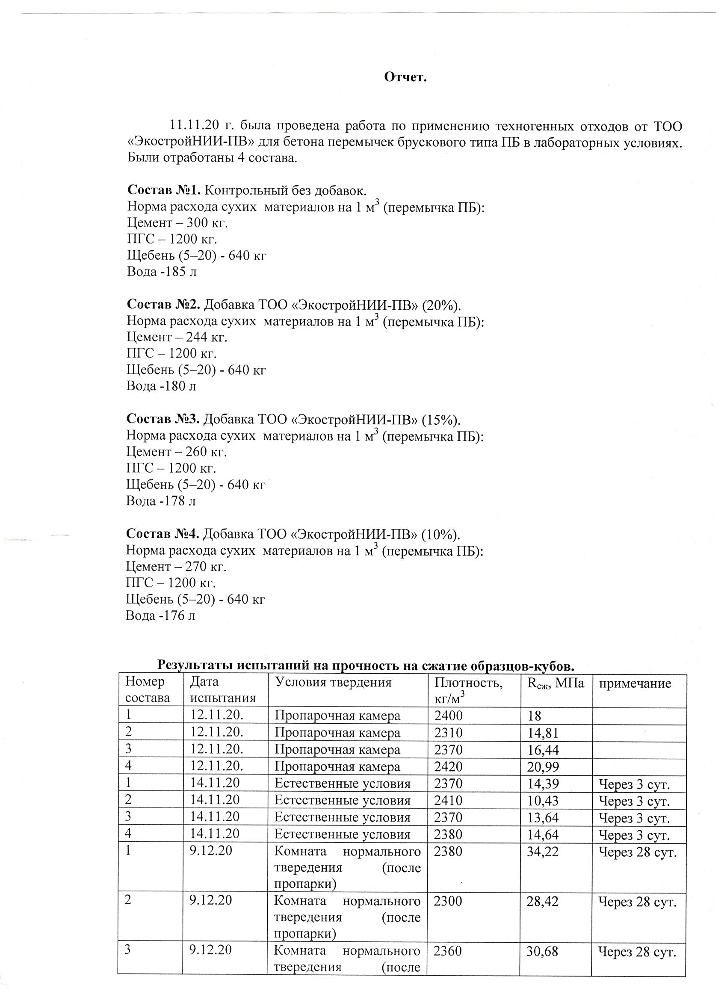 Отчет.
11.11.20 г. была проведена работа по применению техногенных отходов от ТОО
«ЭкостройНИИ-ПВ» для бетона перемычек брускового типа ПБ в лабораторных условиях.
Были отработаны 4 состава.
Состав №1. Контрольный без добавок.
Норма расхода сухих материалов на 1 м³ (перемычка ПБ):
Цемент – 300 кг.
ПГС – 1200 кг.
Щебень (5–20) - 640 кг
Вода -185 л
Состав №2. Добавка ТОО «ЭкостройНИИ-ПВ» (20%).
Норма расхода сухих материалов на 1 м³ (перемычка ПБ):
Цемент – 244 кг.
ПГС – 1200 кг.
Щебень (5–20) - 640 кг
Вода -180 л
Состав №3. Добавка ТОО «ЭкостройНИИ-ПВ» (15%).
Норма расхода сухих материалов на 1 м³ (перемычка ПБ):
Цемент – 260 кг.
ПГС – 1200 кг.
Щебень (5–20) - 640 кг
Вода -178 л
Состав №4. Добавка ТОО «ЭкостройНИИ-ПВ» (10%).
Норма расхода сухих материалов на 1 м³ (перемычка ПБ):
Цемент – 270 кг.
ПГС – 1200 кг.
Щебень (5–20) - 640 кг
Вода -176 л
Результаты испытаний на прочность на сжатие образцов-кубов.
Номер Дата Условия твердения Плотность, Rсж, МПа примечание
состава испытания кг/м³
1 12.11.20. Пропарочная камера 2400 18
2 12.11.20. Пропарочная камера 2310 14,81
3 12.11.20. Пропарочная камера 2370 16,44
4 12.11.20. Пропарочная камера 2420 20,99
1 14.11.20 Естественные условия 2370 14,39 Через 3 сут.
2 14.11.20 Естественные условия 2410 10,43 Через 3 сут.
3 14.11.20 Естественные условия 2370 13,64 Через 3 сут.
4 14.11.20 Естественные условия 2380 14,64 Через 3 сут.
1 9.12.20 Комната нормального 2380 34,22 Через 28 сут.
твередения (после
пропарки)
2 9.12.20 Комната нормального 2300 28,42 Через 28 сут.
твередения (после
пропарки)
3 9.12.20 Комната нормального 2360 30,68 Через 28 сут.
твередения (после